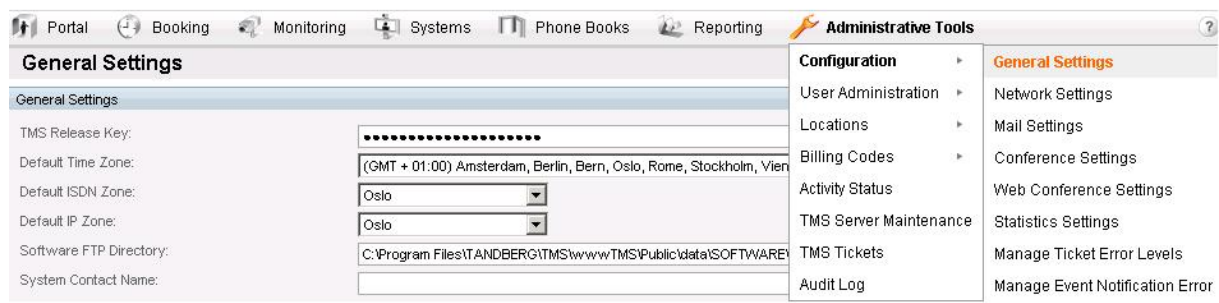 Portal Booking Monitoring Systems Phone Books Reporting Administrative Tools ?
General Settings
General Settings
TMS Release Key: ••••••••••••••••••••
Default Time Zone: (GMT + 01:00) Amsterdam, Berlin, Bern, Oslo, Rome, Stockholm, Vien
Default ISDN Zone: Oslo
Default IP Zone: Oslo
Software FTP Directory: C:\Program Files\TANDBERG\TMS\wwwTMS\Public\data\SOFTWARE\
System Contact Name:
Configuration
User Administration
Locations
Billing Codes
Activity Status
TMS Server Maintenance
TMS Tickets
Audit Log
General Settings
Network Settings
Mail Settings
Conference Settings
Web Conference Settings
Statistics Settings
Manage Ticket Error Levels
Manage Event Notification Error